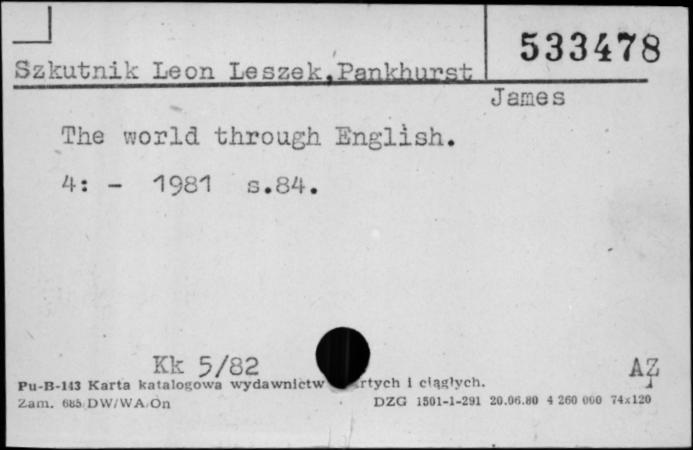 533478
Szkutnik Leon Leszek, Pankhurst
James
The world through English.
4: - 1981 s.84.
Kk 5/82
AZ
Pu-B-143 Karta katalogowa wydawnictw rtych i ciągłych.
Zam. 685 DW/WA/On DZG 1501-1-291 20.06.80 4 260 000 74x120